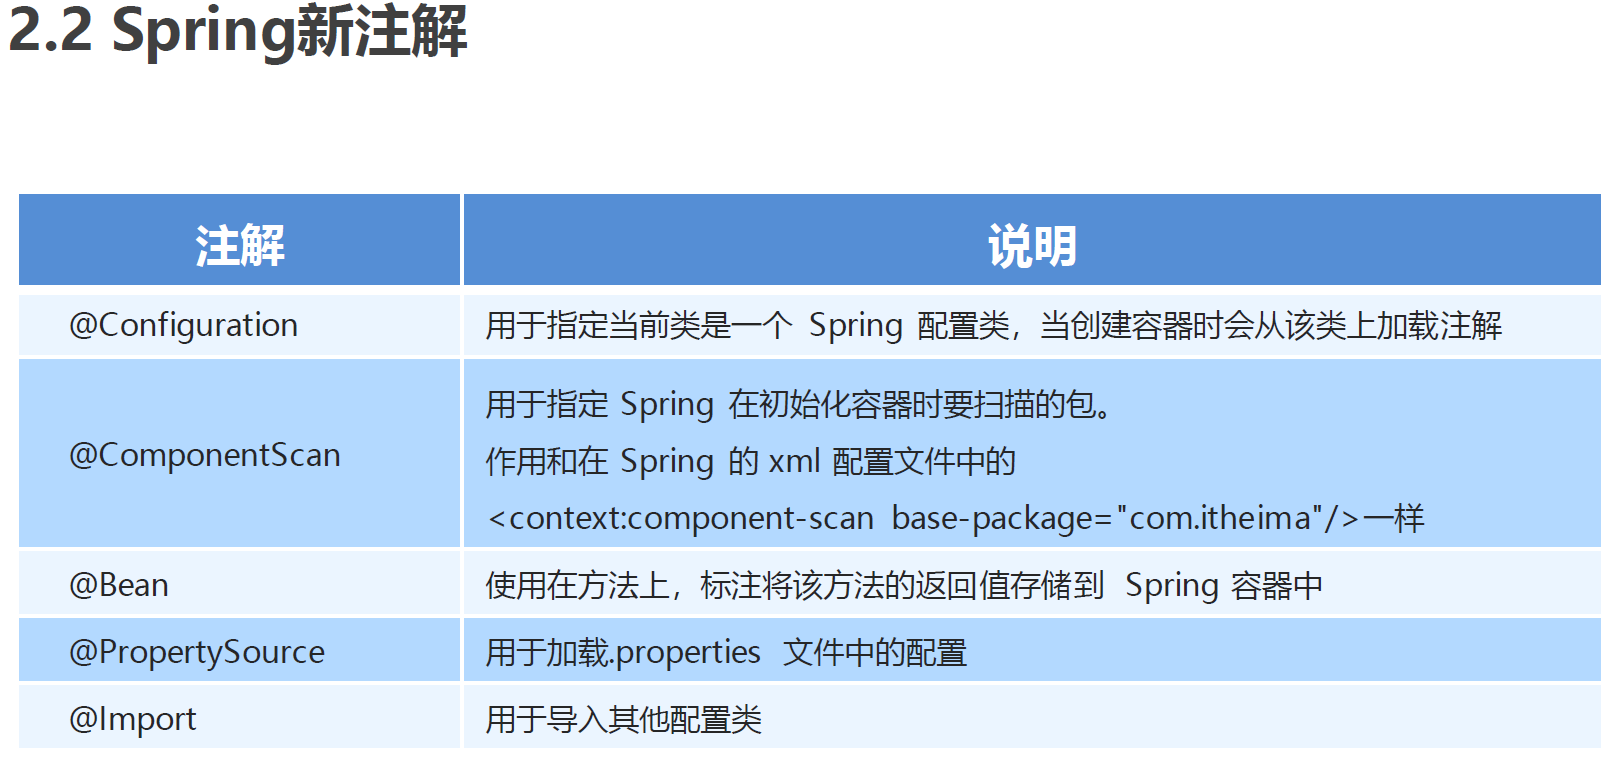 2.2 Spring新注解
注解 说明
@Configuration 用于指定当前类是一个 Spring 配置类，当创建容器时会从该类上加载注解
@ComponentScan
用于指定 Spring 在初始化容器时要扫描的包。
作用和在 Spring 的 xml 配置文件中的
<context:component-scan base-package="com.itheima"/>一样
@Bean 使用在方法上，标注将该方法的返回值存储到 Spring 容器中
@PropertySource 用于加载.properties 文件中的配置
@Import 用于导入其他配置类